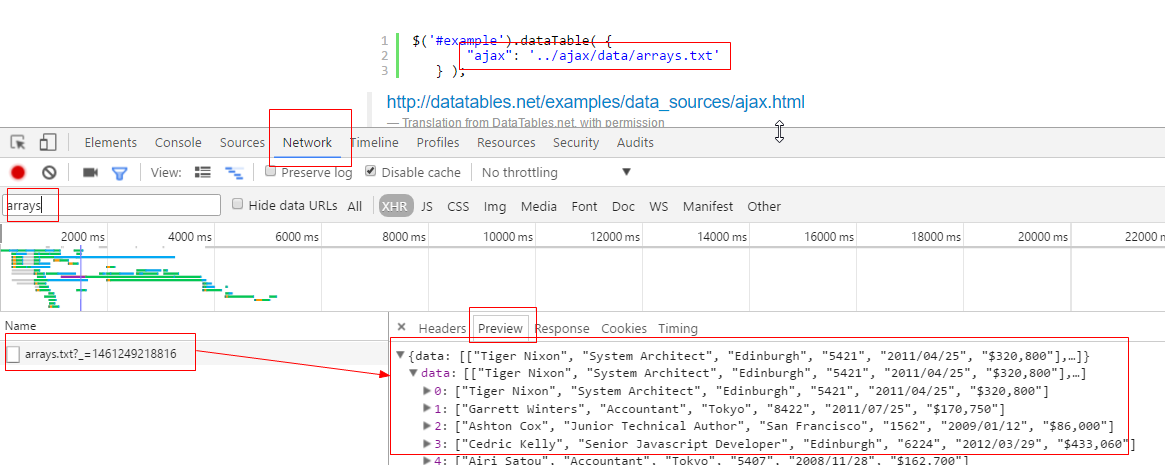 1 $('#example').dataTable( {
2 "ajax": '../ajax/data/arrays.txt'
3 } );
http://datatables.net/examples/data_sources/ajax.html
— Translation from DataTables.net, with permission
Elements Console Sources Network Timeline Profiles Resources Security Audits
View: Preserve log Disable cache No throttling
arrays Hide data URLs All XHR JS CSS Img Media Font Doc WS Manifest Other
2000 ms 4000 ms 6000 ms 8000 ms 10000 ms 12000 ms 14000 ms 16000 ms 18000 ms 20000 ms 22000 m
Name
× Headers Preview Response Cookies Timing
arrays.txt?_=1461249218816
{data: [["Tiger Nixon", "System Architect", "Edinburgh", "5421", "2011/04/25", "$320,800"],…]}
data: [["Tiger Nixon", "System Architect", "Edinburgh", "5421", "2011/04/25", "$320,800"],…]
0: ["Tiger Nixon", "System Architect", "Edinburgh", "5421", "2011/04/25", "$320,800"]
1: ["Garrett Winters", "Accountant", "Tokyo", "8422", "2011/07/25", "$170,750"]
2: ["Ashton Cox", "Junior Technical Author", "San Francisco", "1562", "2009/01/12", "$86,000"]
3: ["Cedric Kelly", "Senior Javascript Developer", "Edinburgh", "6224", "2012/03/29", "$433,060"]
4: ["Airi Satou", "Accountant", "Tokyo", "5407", "2008/11/28", "$162,700"]